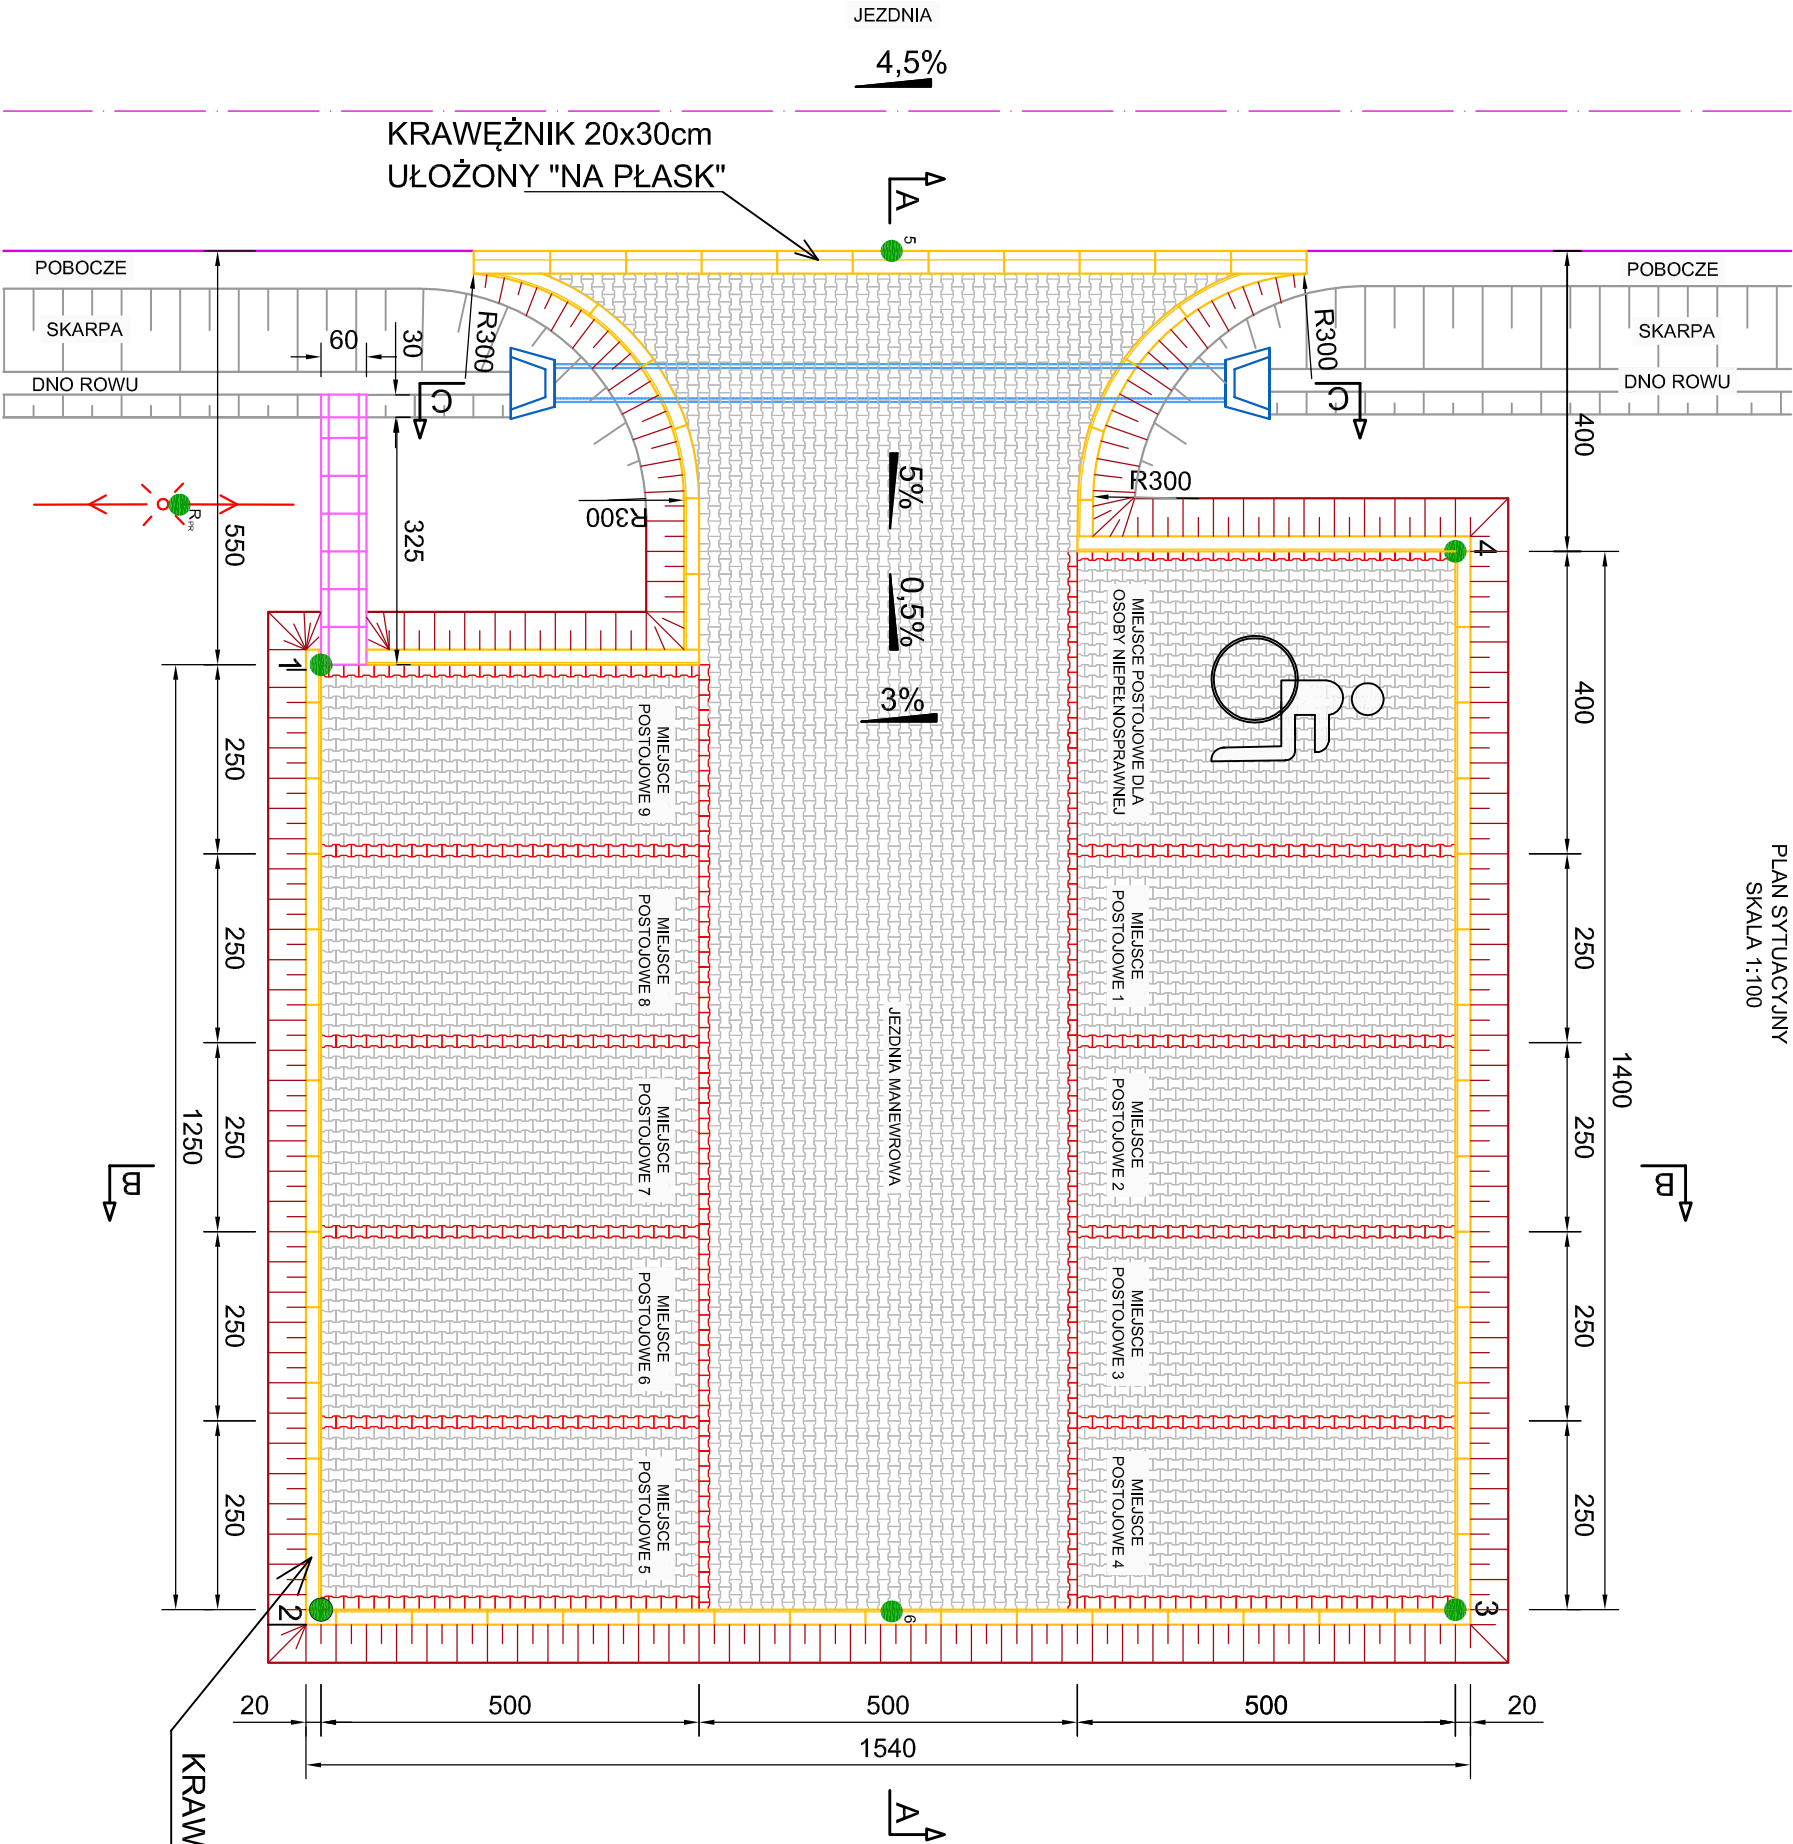 JEZDNIA
4,5%
KRAWĘŻNIK 20x30cm
UŁOŻONY "NA PŁASK"
A
5
POBOCZE
POBOCZE
SKARPA
SKARPA
60
30
R300
R300
DNO ROWU
DNO ROWU
C
C
400
R300
R300
5%
R PR
550
325
0,5%
3%
4
1
MIEJSCE POSTOJOWE DLA
OSOBY NIEPEŁNOSPRAWNEJ
400
250
MIEJSCE
POSTOJOWE 9
PLAN SYTUACYJNY
SKALA 1:100
250
MIEJSCE
POSTOJOWE 8
MIEJSCE
POSTOJOWE 1
250
JEZDNIA MANEWROWA
1400
1250
250
MIEJSCE
POSTOJOWE 7
MIEJSCE
POSTOJOWE 2
250
B
B
250
MIEJSCE
POSTOJOWE 6
MIEJSCE
POSTOJOWE 3
250
250
MIEJSCE
POSTOJOWE 5
MIEJSCE
POSTOJOWE 4
250
2
6
3
20
500
500
500
20
1540
KRAW
A